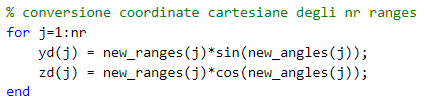 % conversione coordinate cartesiane degli nr ranges
for j=1:nr
    yd(j) = new_ranges(j)*sin(new_angles(j));
    zd(j) = new_ranges(j)*cos(new_angles(j));
end